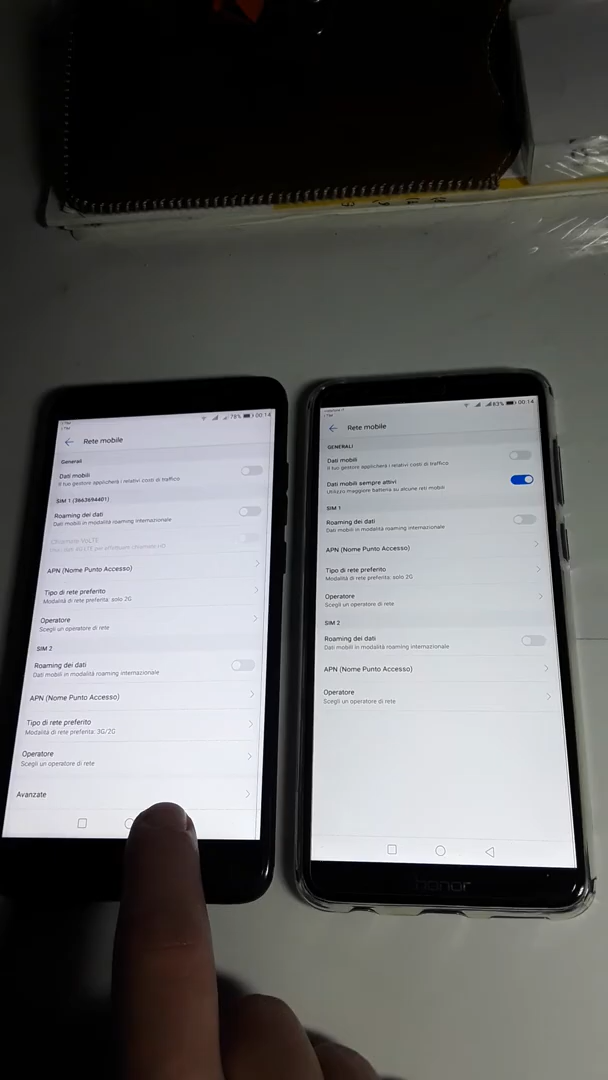 78% 00:14
Rete mobile
Generali
Dati mobili
Il tuo gestore applicherà i relativi costi di traffico
SIM 1 (3663694401)
Roaming dei dati
Dati mobili in modalità roaming internazionale
Chiamate VoLTE
APN (Nome Punto Accesso)
Tipo di rete preferito
Modalità di rete preferita: solo 2G
Operatore
Scegli un operatore di rete
SIM 2
Roaming dei dati
Dati mobili in modalità roaming internazionale
APN (Nome Punto Accesso)
Tipo di rete preferito
Modalità di rete preferita: 3G/2G
Operatore
Scegli un operatore di rete
Avanzate
83% 00:14
Rete mobile
GENERALI
Dati mobili
Il tuo gestore applicherà i relativi costi di traffico
Dati mobili sempre attivi
Utilizzo maggiore batteria su alcune reti mobili
SIM 1
Roaming dei dati
Dati mobili in modalità roaming internazionale
APN (Nome Punto Accesso)
Tipo di rete preferito
Modalità di rete preferita: solo 2G
Operatore
Scegli un operatore di rete
SIM 2
Roaming dei dati
Dati mobili in modalità roaming internazionale
APN (Nome Punto Accesso)
Operatore
Scegli un operatore di rete
honor